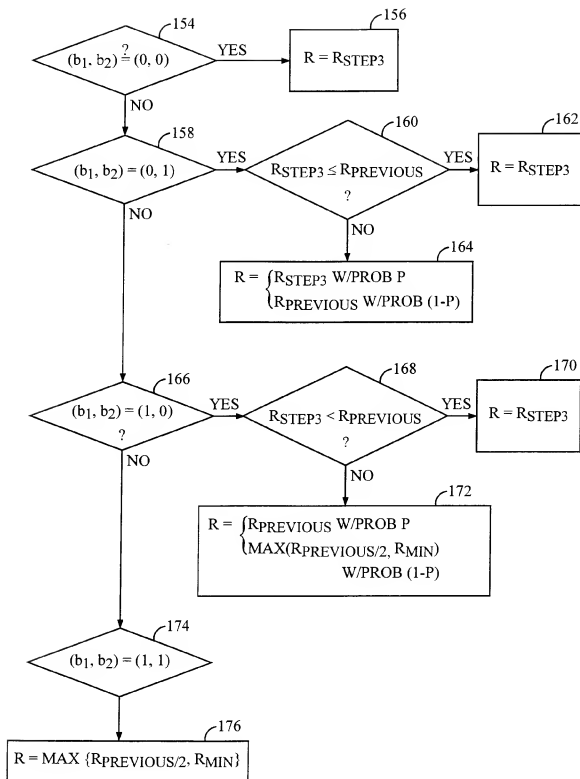 154
?
(b1, b2) = (0, 0)
YES
156
R = RSTEP3
NO
158
(b1, b2) = (0, 1)
YES
160
RSTEP3 ≤ RPREVIOUS
?
YES
162
R = RSTEP3
NO
NO
164
R = { RSTEP3 W/PROB P
RPREVIOUS W/PROB (1-P)
166
(b1, b2) = (1, 0)
?
YES
168
RSTEP3 < RPREVIOUS
?
YES
170
R = RSTEP3
NO
NO
172
R = { RPREVIOUS W/PROB P
MAX(RPREVIOUS/2, RMIN)
W/PROB (1-P)
174
(b1, b2) = (1, 1)
176
R = MAX {RPREVIOUS/2, RMIN}